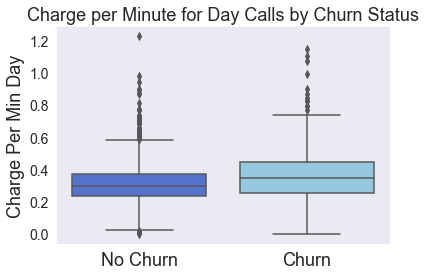 Charge per Minute for Day Calls by Churn Status
Charge Per Min Day
1.2
1.0
0.8
0.6
0.4
0.2
0.0
No Churn
Churn